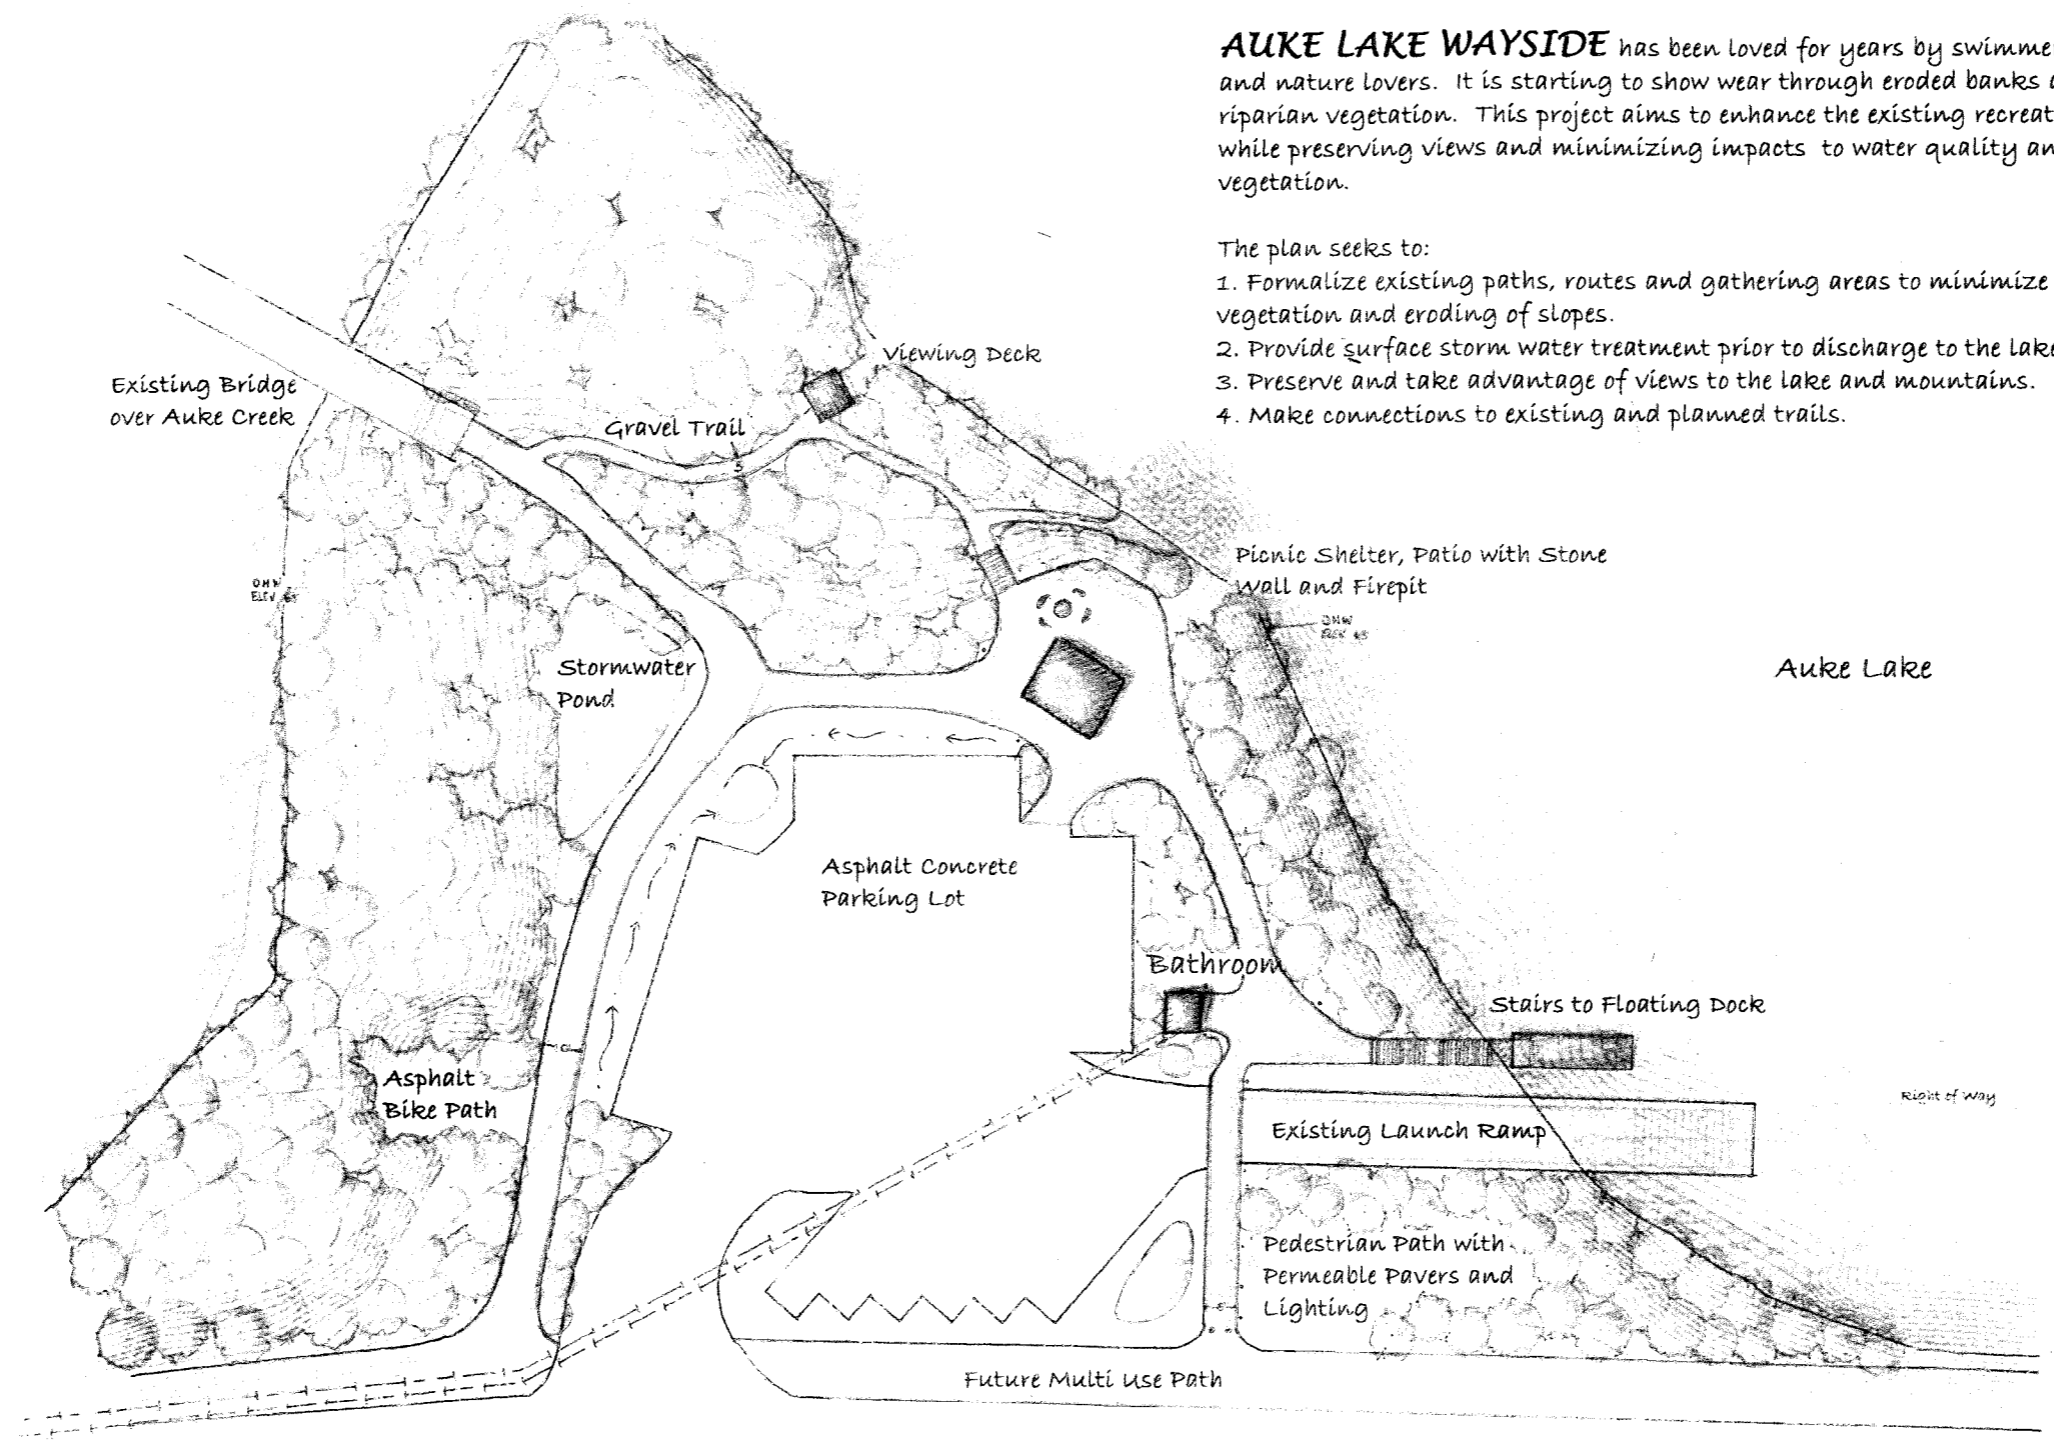 AUKE LAKE WAYSIDE has been loved for years by swimme
and nature lovers. It is starting to show wear through eroded banks
riparian vegetation. This project aims to enhance the existing recreat
while preserving views and minimizing impacts to water quality an
vegetation.
The plan seeks to:
1. Formalize existing paths, routes and gathering areas to minimize
vegetation and eroding of slopes.
2. Provide surface storm water treatment prior to discharge to the lake
3. Preserve and take advantage of views to the lake and mountains.
4. Make connections to existing and planned trails.
Viewing Deck
Existing Bridge
over Auke Creek
Gravel Trail
5
Picnic Shelter, Patio with Stone
Wall and Firepit
OHW
ELEV
OHW
ELEV
Stormwater
Pond
Auke Lake
Asphalt Concrete
Parking Lot
Bathroom
Stairs to Floating Dock
Asphalt
Bike Path
Right of Way
Existing Launch Ramp
Pedestrian Path with
Permeable Pavers and
Lighting
Future Multi Use Path